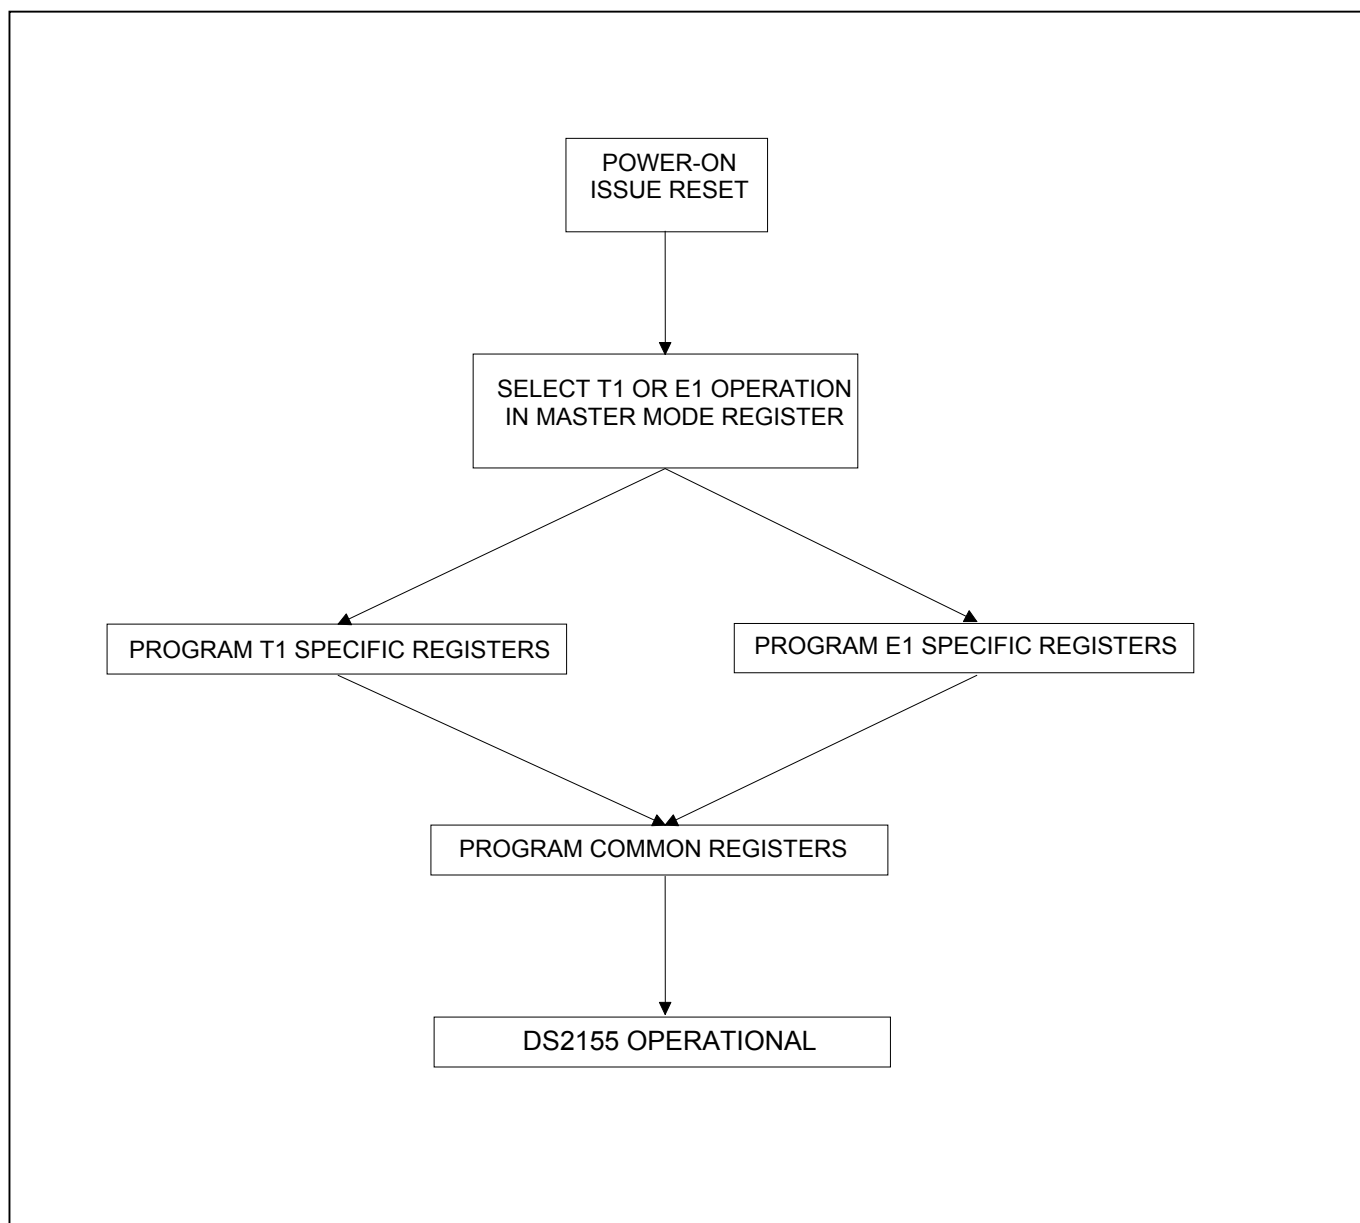 POWER-ON
ISSUE RESET
SELECT T1 OR E1 OPERATION
IN MASTER MODE REGISTER
PROGRAM T1 SPECIFIC REGISTERS
PROGRAM E1 SPECIFIC REGISTERS
PROGRAM COMMON REGISTERS
DS2155 OPERATIONAL